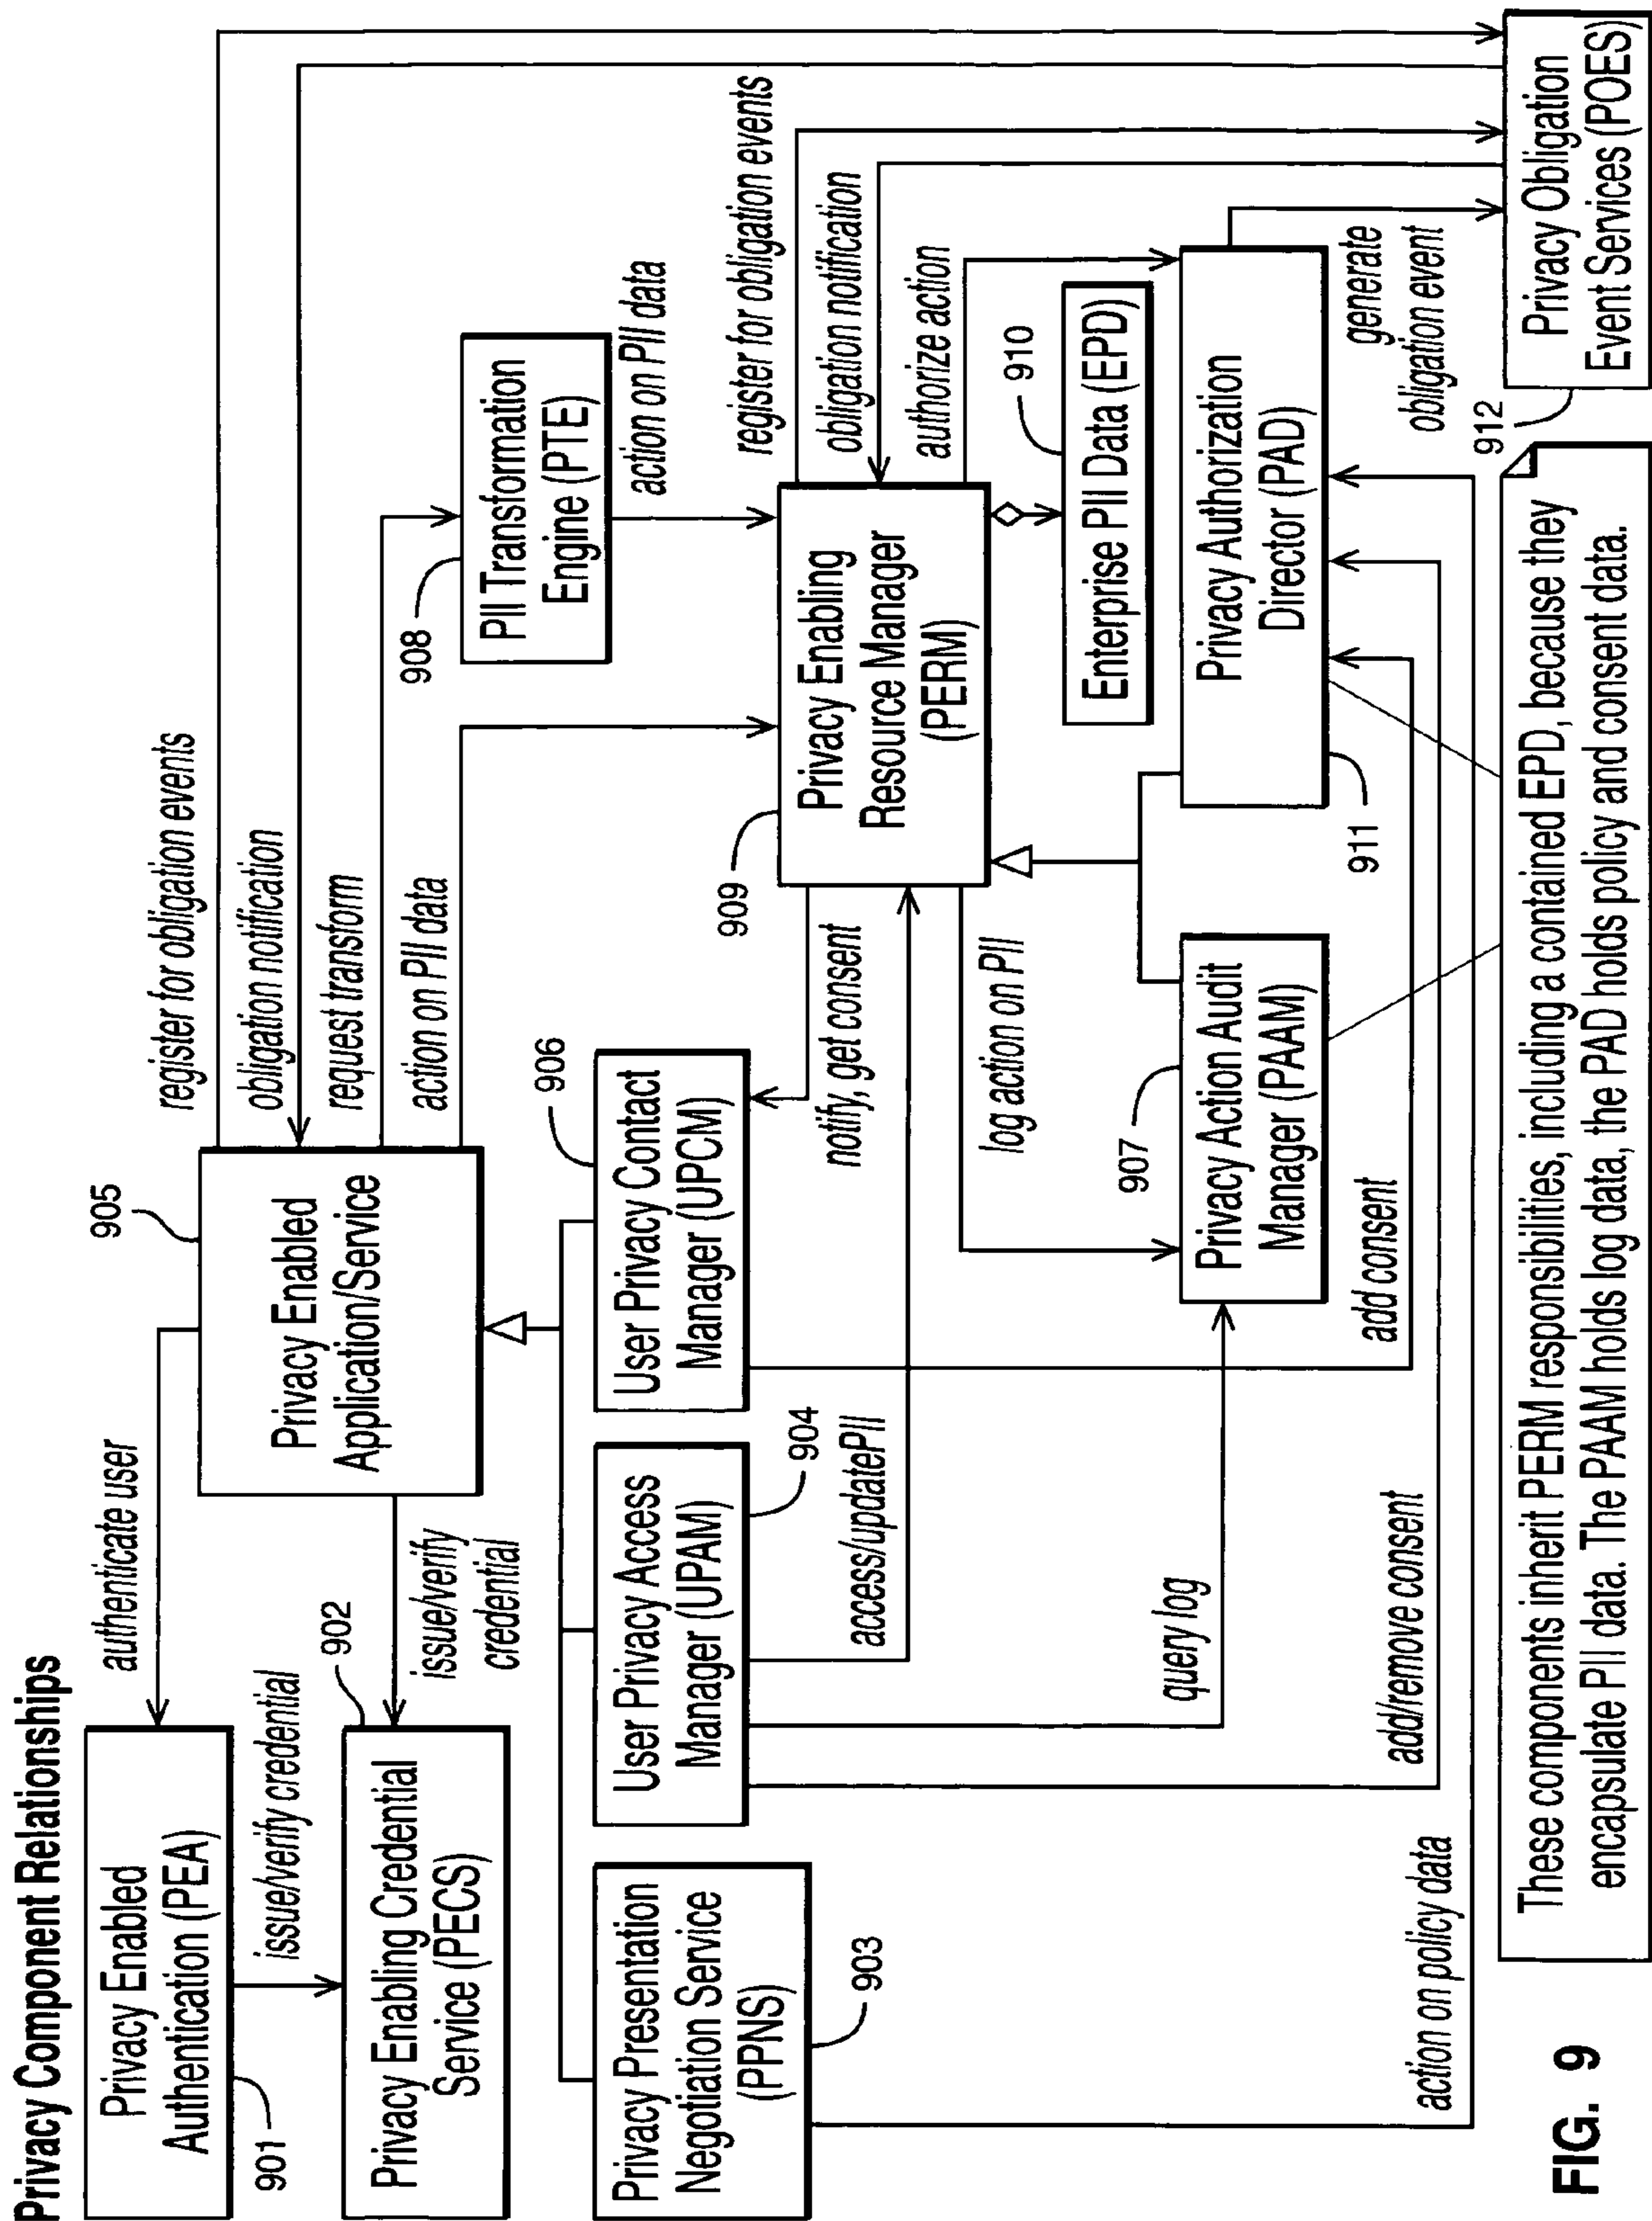 Privacy Component Relationships
Privacy Enabled
Authentication (PEA)
901
authenticate user
issue/verify credential
Privacy Enabling Credential
Service (PECS)
902
issue/verify
credential
Privacy Enabled
Application/Service
905
register for obligation events
obligation notification
request transform
action on PII data
Privacy Presentation
Negotiation Service
(PPNS)
903
User Privacy Access
Manager (UPAM)
904
User Privacy Contact
Manager (UPCM)
906
PII Transformation
Engine (PTE)
908
action on PII data
access/updatePII
notify, get consent
log action on PII
Privacy Enabling
Resource Manager
(PERM)
909
register for obligation events
obligation notification
authorize action
Enterprise PII Data (EPD)
910
query log
Privacy Action Audit
Manager (PAAM)
907
Privacy Authorization
Director (PAD)
911
generate
obligation event
add consent
add/remove consent
action on policy data
Privacy Obligation
Event Services (POES)
912
These components inherit PERM responsibilities, including a contained EPD, because they
encapsulate PII data. The PAAM holds log data, the PAD holds policy and consent data.
FIG. 9